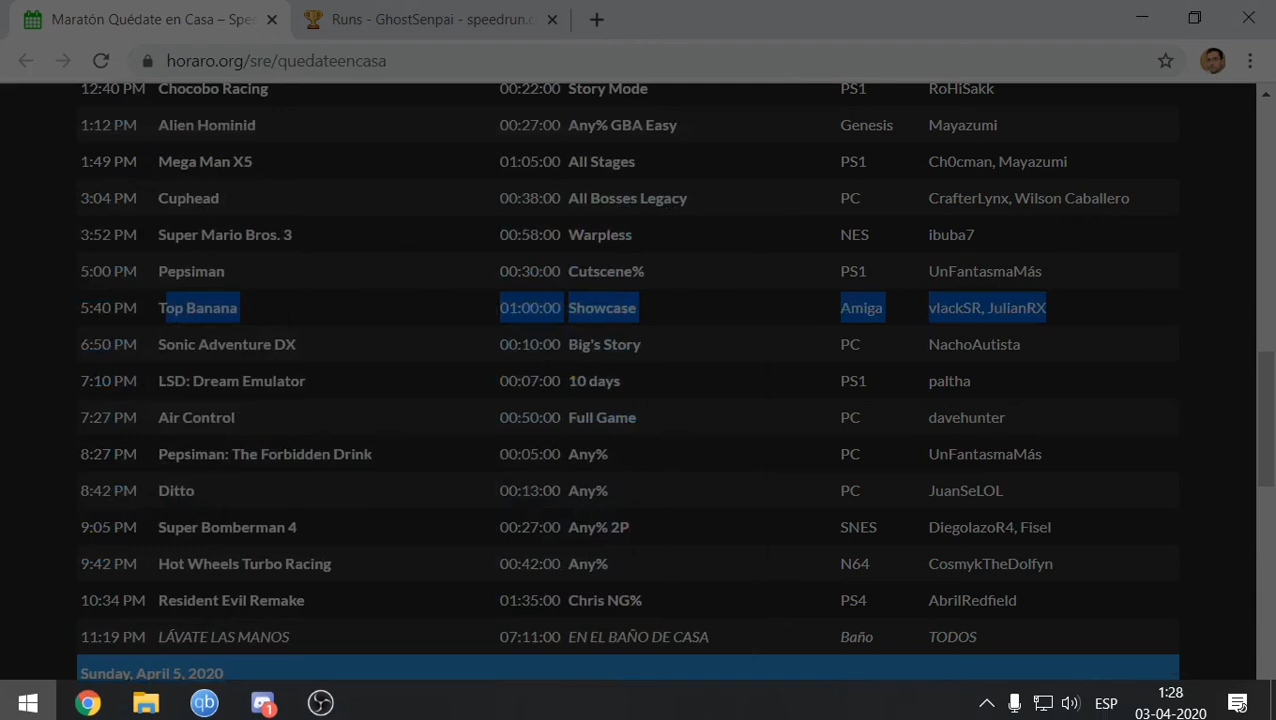 Maratón Quédate en Casa – Spee
Runs - GhostSenpai - speedrun.c
horaro.org/sre/quedateencasa
12:40 PM Chocobo Racing 00:22:00 Story Mode PS1 RoHiSakk
1:12 PM Alien Hominid 00:27:00 Any% GBA Easy Genesis Mayazumi
1:49 PM Mega Man X5 01:05:00 All Stages PS1 Ch0cman, Mayazumi
3:04 PM Cuphead 00:38:00 All Bosses Legacy PC CrafterLynx, Wilson Caballero
3:52 PM Super Mario Bros. 3 00:58:00 Warpless NES ibuba7
5:00 PM Pepsiman 00:30:00 Cutscene% PS1 UnFantasmaMás
5:40 PM Top Banana 01:00:00 Showcase Amiga vlackSR, JulianRX
6:50 PM Sonic Adventure DX 00:10:00 Big's Story PC NachoAutista
7:10 PM LSD: Dream Emulator 00:07:00 10 days PS1 paltha
7:27 PM Air Control 00:50:00 Full Game PC davehunter
8:27 PM Pepsiman: The Forbidden Drink 00:05:00 Any% PC UnFantasmaMás
8:42 PM Ditto 00:13:00 Any% PC JuanSeLOL
9:05 PM Super Bomberman 4 00:27:00 Any% 2P SNES DiegolazoR4, Fisel
9:42 PM Hot Wheels Turbo Racing 00:42:00 Any% N64 CosmykTheDolfyn
10:34 PM Resident Evil Remake 01:35:00 Chris NG% PS4 AbrilRedfield
11:19 PM LÁVATE LAS MANOS 07:11:00 EN EL BAÑO DE CASA Baño TODOS
Sunday, April 5, 2020
qb 1 ESP 1:28
03-04-2020